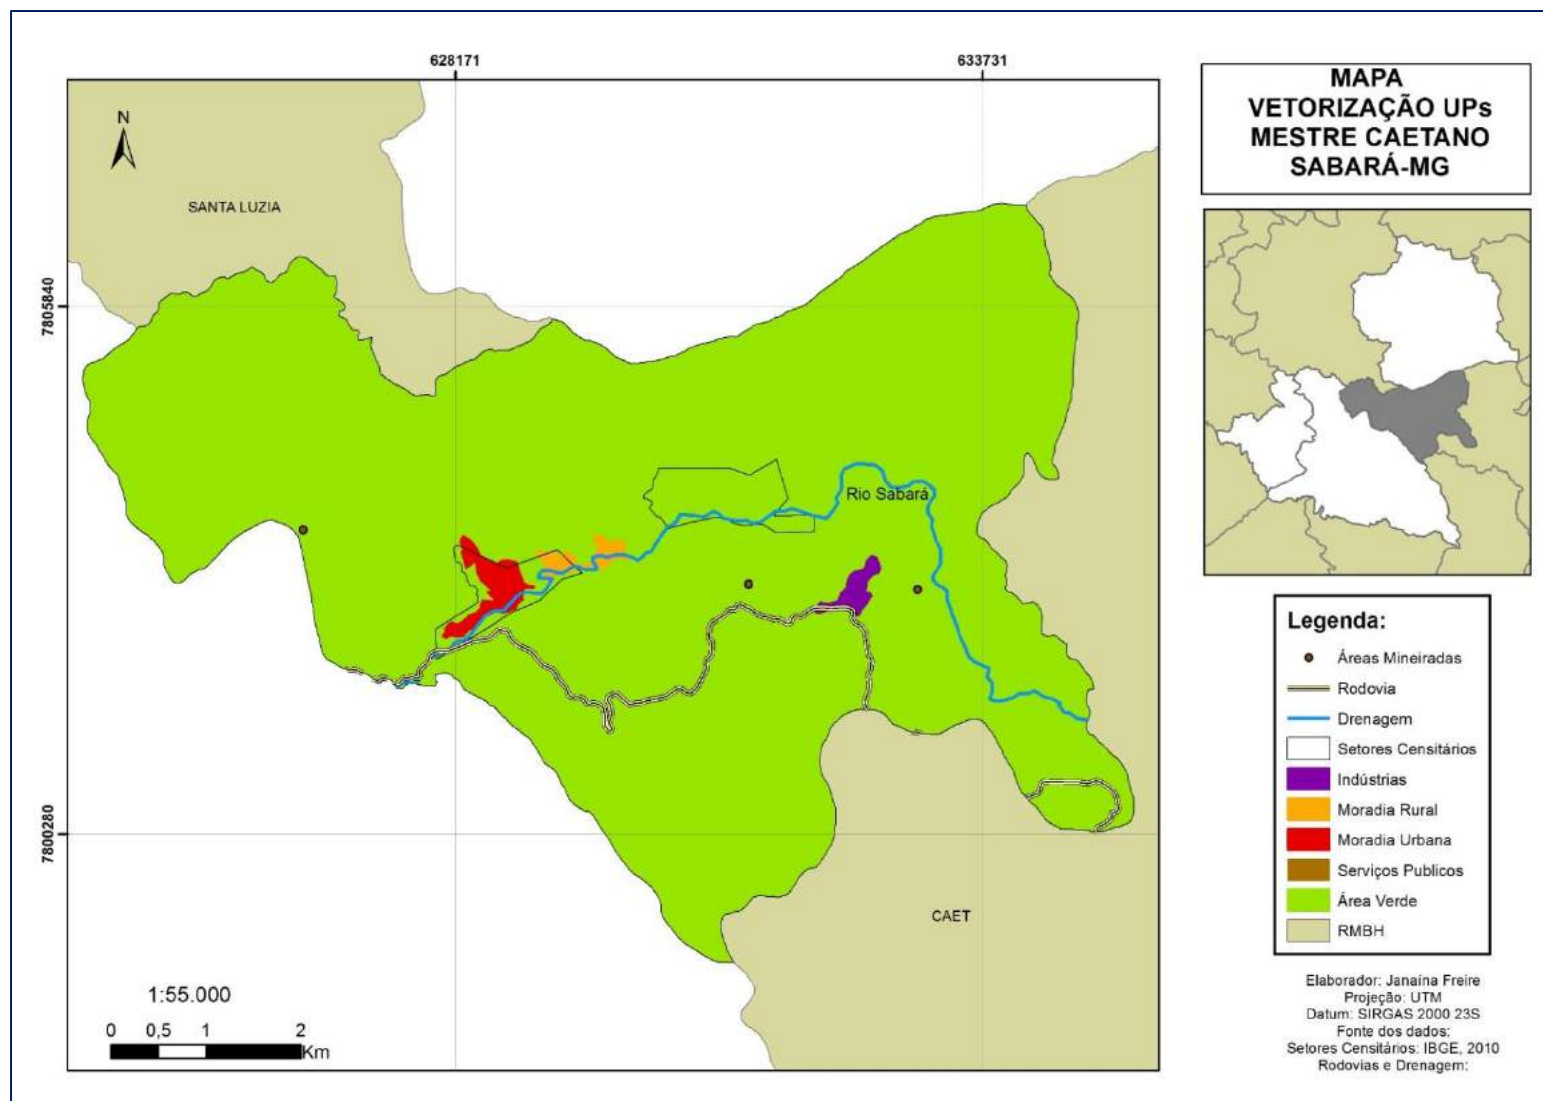 628171
633731
MAPA
VETORIZAÇÃO UPs
MESTRE CAETANO
SABARÁ-MG
N
SANTA LUZIA
7805840
Rio Sabará
7800280
CAET
1:55.000
0 0,5 1 2
Km
Legenda:
Áreas Mineiradas
Rodovia
Drenagem
Setores Censitários
Indústrias
Moradia Rural
Moradia Urbana
Serviços Publicos
Área Verde
RMBH
Elaborador: Janaína Freire
Projeção: UTM
Datum: SIRGAS 2000 23S
Fonte dos dados:
Setores Censitários: IBGE, 2010
Rodovias e Drenagem: